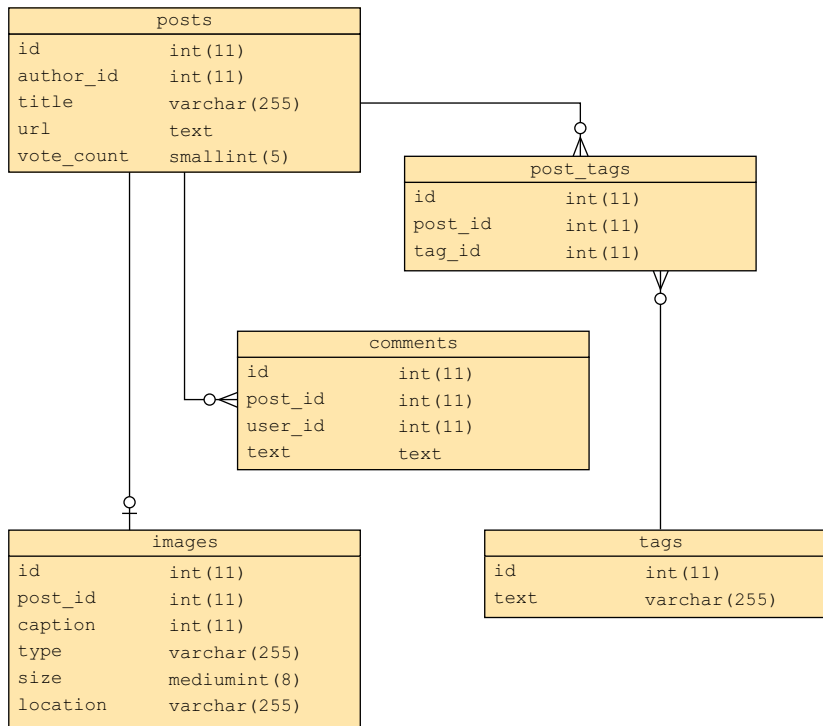 posts
id int(11)
author_id int(11)
title varchar(255)
url text
vote_count smallint(5)
post_tags
id int(11)
post_id int(11)
tag_id int(11)
comments
id int(11)
post_id int(11)
user_id int(11)
text text
images
id int(11)
post_id int(11)
caption int(11)
type varchar(255)
size mediumint(8)
location varchar(255)
tags
id int(11)
text varchar(255)